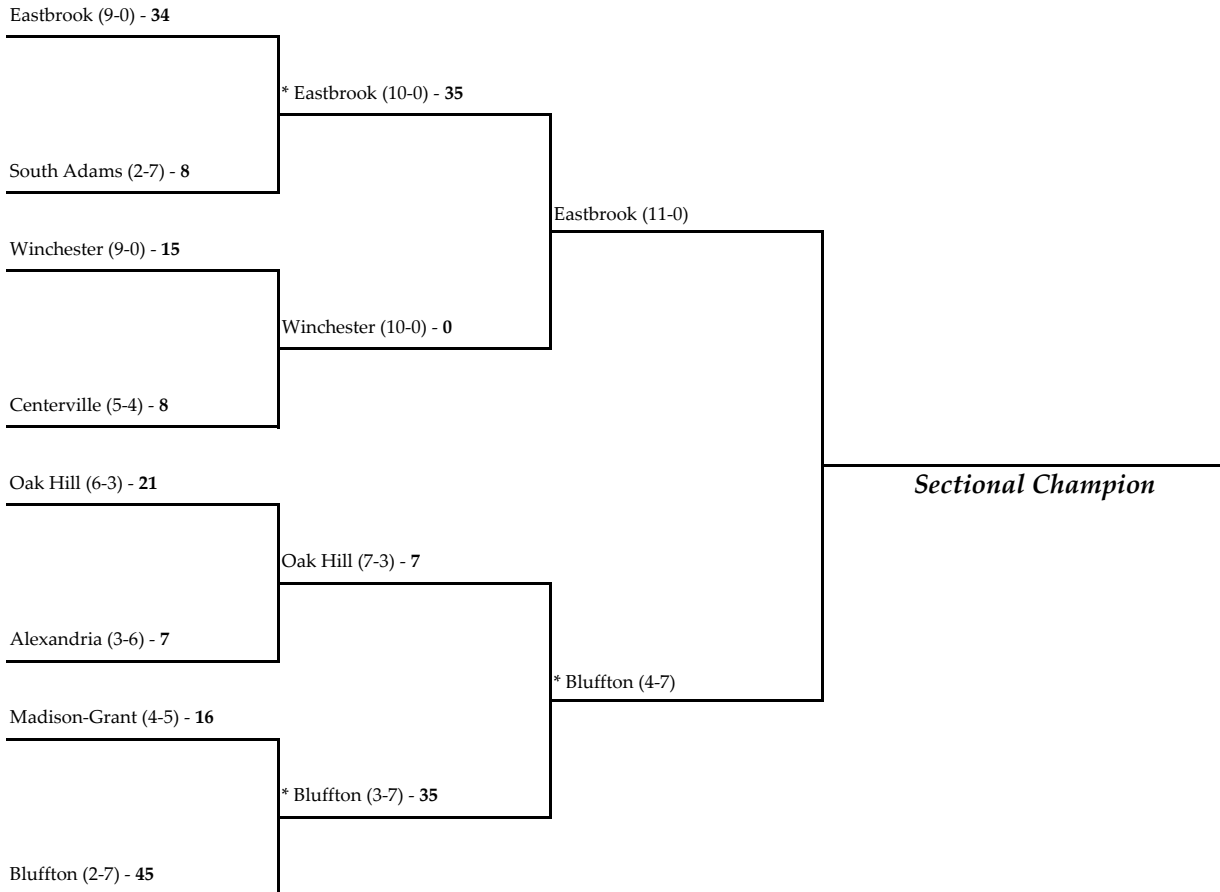 Eastbrook (9-0) - 34
* Eastbrook (10-0) - 35
South Adams (2-7) - 8
Eastbrook (11-0)
Winchester (9-0) - 15
Winchester (10-0) - 0
Centerville (5-4) - 8
Oak Hill (6-3) - 21
Sectional Champion
Oak Hill (7-3) - 7
Alexandria (3-6) - 7
* Bluffton (4-7)
Madison-Grant (4-5) - 16
* Bluffton (3-7) - 35
Bluffton (2-7) - 45